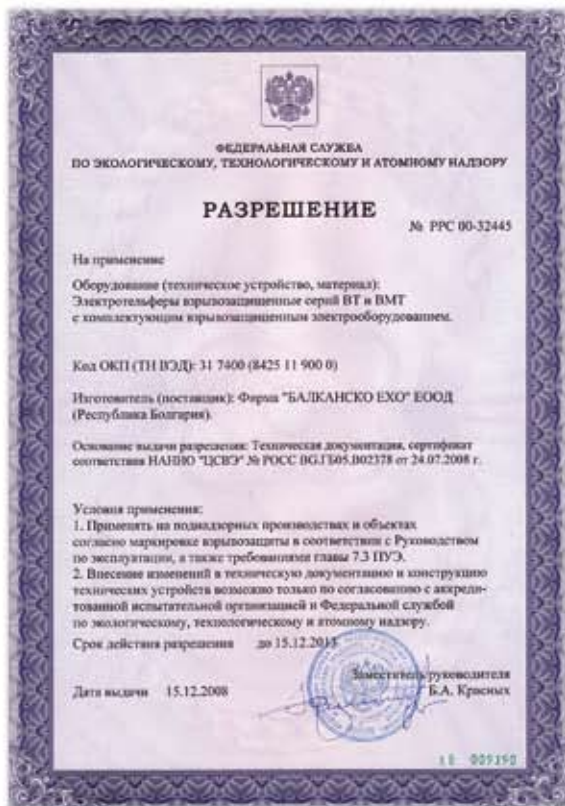 ФЕДЕРАЛЬНАЯ СЛУЖБА
ПО ЭКОЛОГИЧЕСКОМУ, ТЕХНОЛОГИЧЕСКОМУ И АТОМНОМУ НАДЗОРУ
РАЗРЕШЕНИЕ
№ РРС 00-32445
На применение
Оборудование (техническое устройство, материал):
Электротельферы взрывозащищенные серий ВТ и ВМТ
с комплектующим взрывозащищенным электрооборудованием.
Код ОКП (ТН ВЭД): 31 7400 (8425 11 900 0)
Изготовитель (поставщик): Фирма "БАЛКАНСКО ЕХО" ЕООД
(Республика Болгария).
Основание выдачи разрешения: Техническая документация, сертификат
соответствия НАННО "ЦСВЭ" № РОСС BG.ГБ05.В02378 от 24.07.2008 г.
Условия применения:
1. Применять на поднадзорных производствах и объектах
согласно маркировке взрывозащиты в соответствии с Руководством
по эксплуатации, а также требованиями главы 7.3 ПУЭ.
2. Внесение изменений в техническую документацию и конструкцию
технических устройств возможно только по согласованию с аккреди-
тованной испытательной организацией и Федеральной службой
по экологическому, технологическому и атомному надзору.
Срок действия разрешения до 15.12.2013
Заместитель руководителя
Дата выдачи 15.12.2008 Б.А. Красных
009390